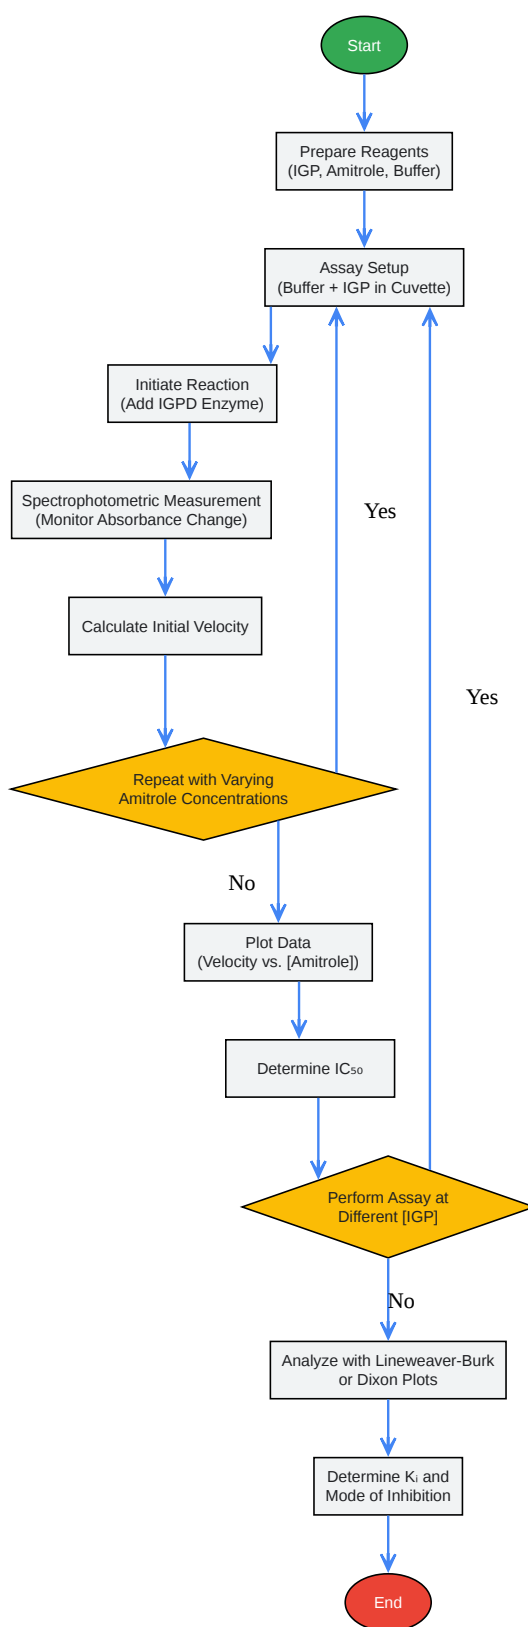 Start
Prepare Reagents
(IGP, Amitrole, Buffer)
Assay Setup
(Buffer + IGP in Cuvette)
Initiate Reaction
(Add IGPD Enzyme)
Spectrophotometric Measurement
(Monitor Absorbance Change)
Yes
Calculate Initial Velocity
Yes
Repeat with Varying
Amitrole Concentrations
No
Plot Data
(Velocity vs. [Amitrole])
Determine IC₅₀
Perform Assay at
Different [IGP]
No
Analyze with Lineweaver-Burk
or Dixon Plots
Determine Kᵢ and
Mode of Inhibition
End